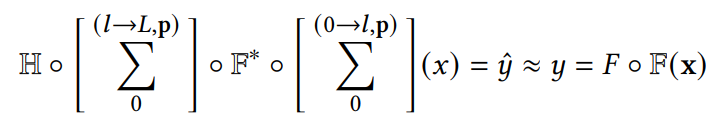 ℍ ∘ [ ∑_{0}^{(l→L,𝐩)} ] ∘ 𝔽* ∘ [ ∑_{0}^{(0→l,𝐩)} ] (x) = ŷ ≈ y = F ∘ 𝔽(𝐱)